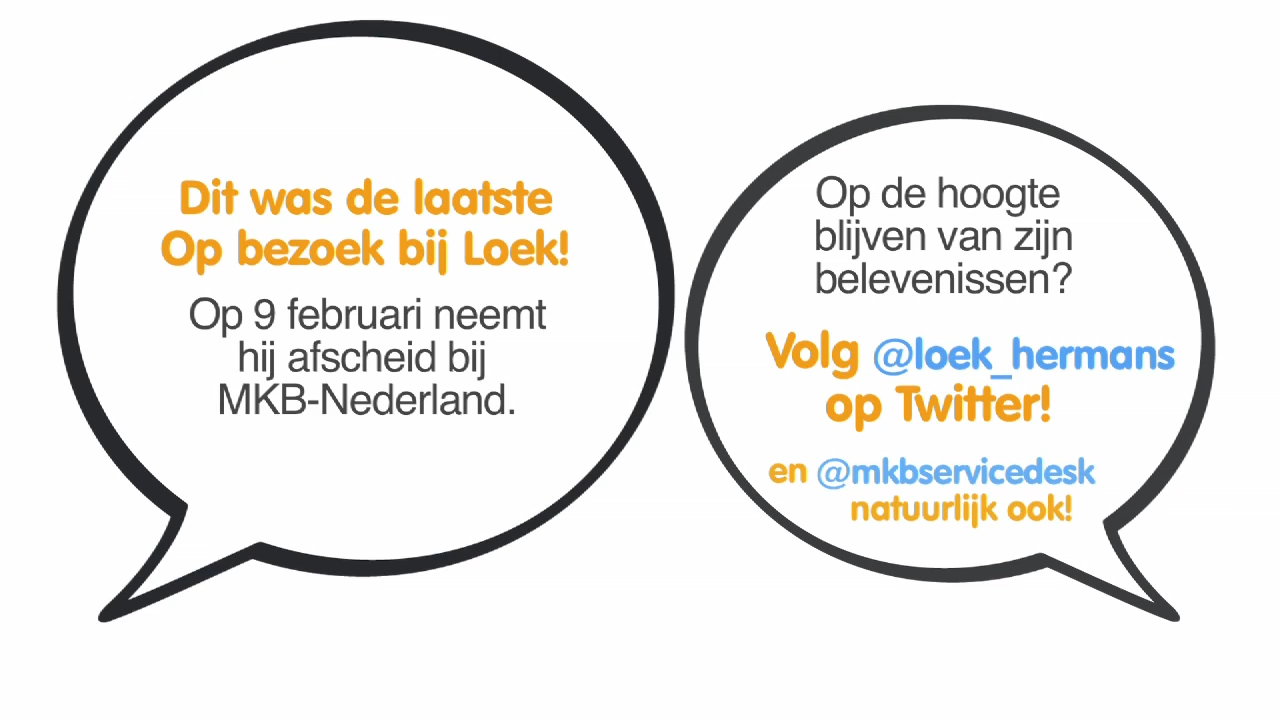 Dit was de laatste
Op bezoek bij Loek!
Op 9 februari neemt
hij afscheid bij
MKB-Nederland.
Op de hoogte
blijven van zijn
belevenissen?
Volg @loek_hermans
op Twitter!
en @mkbservicedesk
natuurlijk ook!